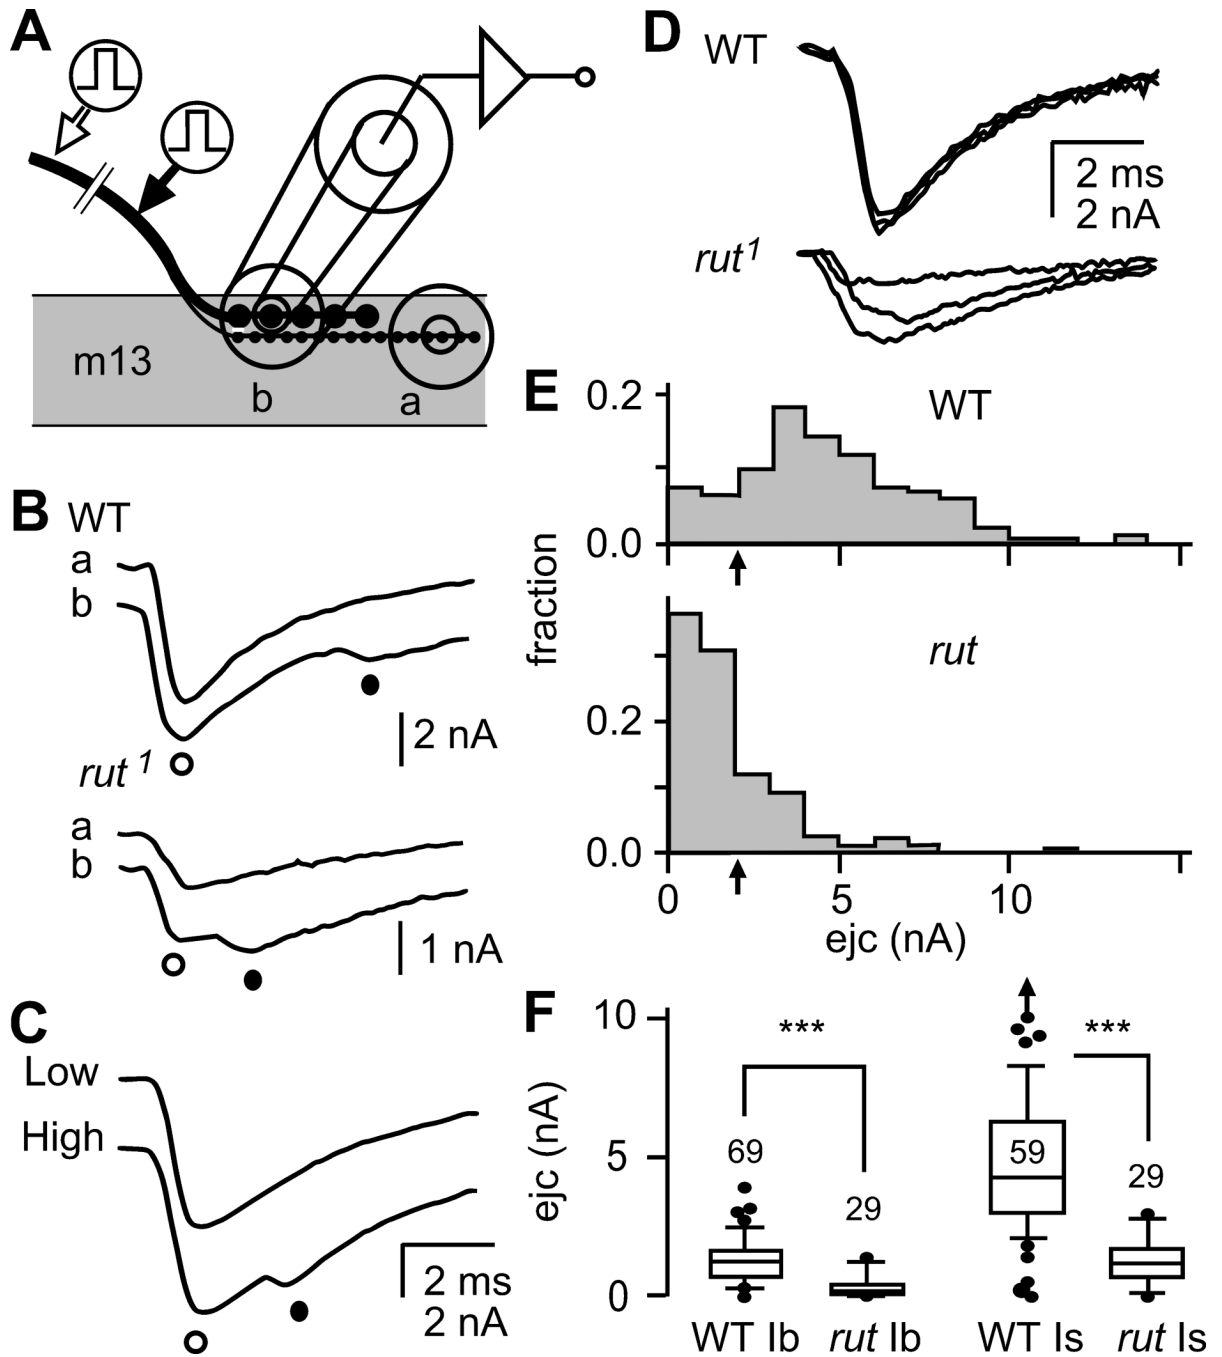 A
m13
b
a
B
WT
a
b
2 nA
rut 1
a
b
1 nA
C
Low
High
2 ms
2 nA
D
WT
2 ms
2 nA
rut1
E
0.2
WT
0.0
fraction
rut
0.2
0.0
0
5
10
ejc (nA)
F
10
***
***
ejc (nA)
5
69
59
29
29
0
WT Ib
rut Ib
WT Is
rut Is